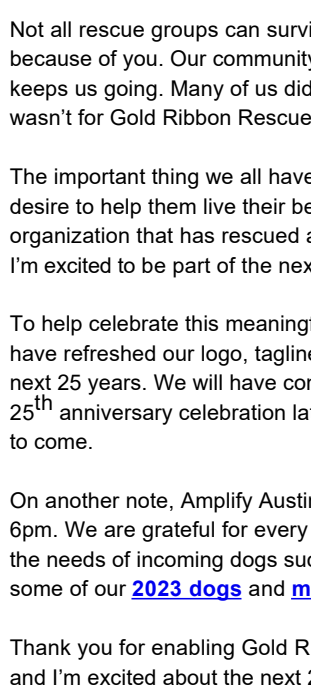 Not all rescue groups can survi
because of you. Our community
keeps us going. Many of us did
wasn't for Gold Ribbon Rescue
The important thing we all have
desire to help them live their be
organization that has rescued a
I'm excited to be part of the nex
To help celebrate this meaningf
have refreshed our logo, tagline
next 25 years. We will have con
25th anniversary celebration lat
to come.
On another note, Amplify Austin
6pm. We are grateful for every
the needs of incoming dogs suc
some of our 2023 dogs and m
Thank you for enabling Gold R
and I'm excited about the next 2